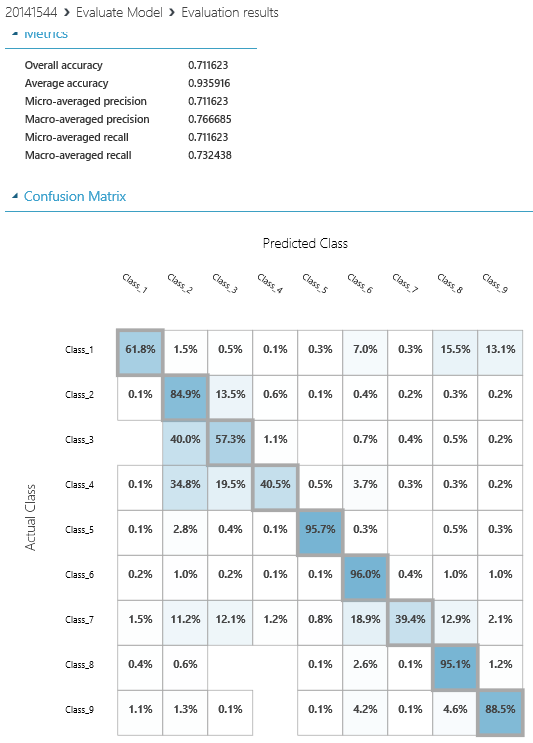 20141544 > Evaluate Model > Evaluation results
Metrics
Overall accuracy 0.711623
Average accuracy 0.935916
Micro-averaged precision 0.711623
Macro-averaged precision 0.766685
Micro-averaged recall 0.711623
Macro-averaged recall 0.732438
Confusion Matrix
Predicted Class
Class_1 Class_2 Class_3 Class_4 Class_5 Class_6 Class_7 Class_8 Class_9
Actual Class
Class_1 61.8% 1.5% 0.5% 0.1% 0.3% 7.0% 0.3% 15.5% 13.1%
Class_2 0.1% 84.9% 13.5% 0.6% 0.1% 0.4% 0.2% 0.3% 0.2%
Class_3 40.0% 57.3% 1.1% 0.7% 0.4% 0.5% 0.2%
Class_4 0.1% 34.8% 19.5% 40.5% 0.5% 3.7% 0.3% 0.3% 0.2%
Class_5 0.1% 2.8% 0.4% 0.1% 95.7% 0.3% 0.5% 0.3%
Class_6 0.2% 1.0% 0.2% 0.1% 0.1% 96.0% 0.4% 1.0% 1.0%
Class_7 1.5% 11.2% 12.1% 1.2% 0.8% 18.9% 39.4% 12.9% 2.1%
Class_8 0.4% 0.6% 0.1% 2.6% 0.1% 95.1% 1.2%
Class_9 1.1% 1.3% 0.1% 0.1% 4.2% 0.1% 4.6% 88.5%